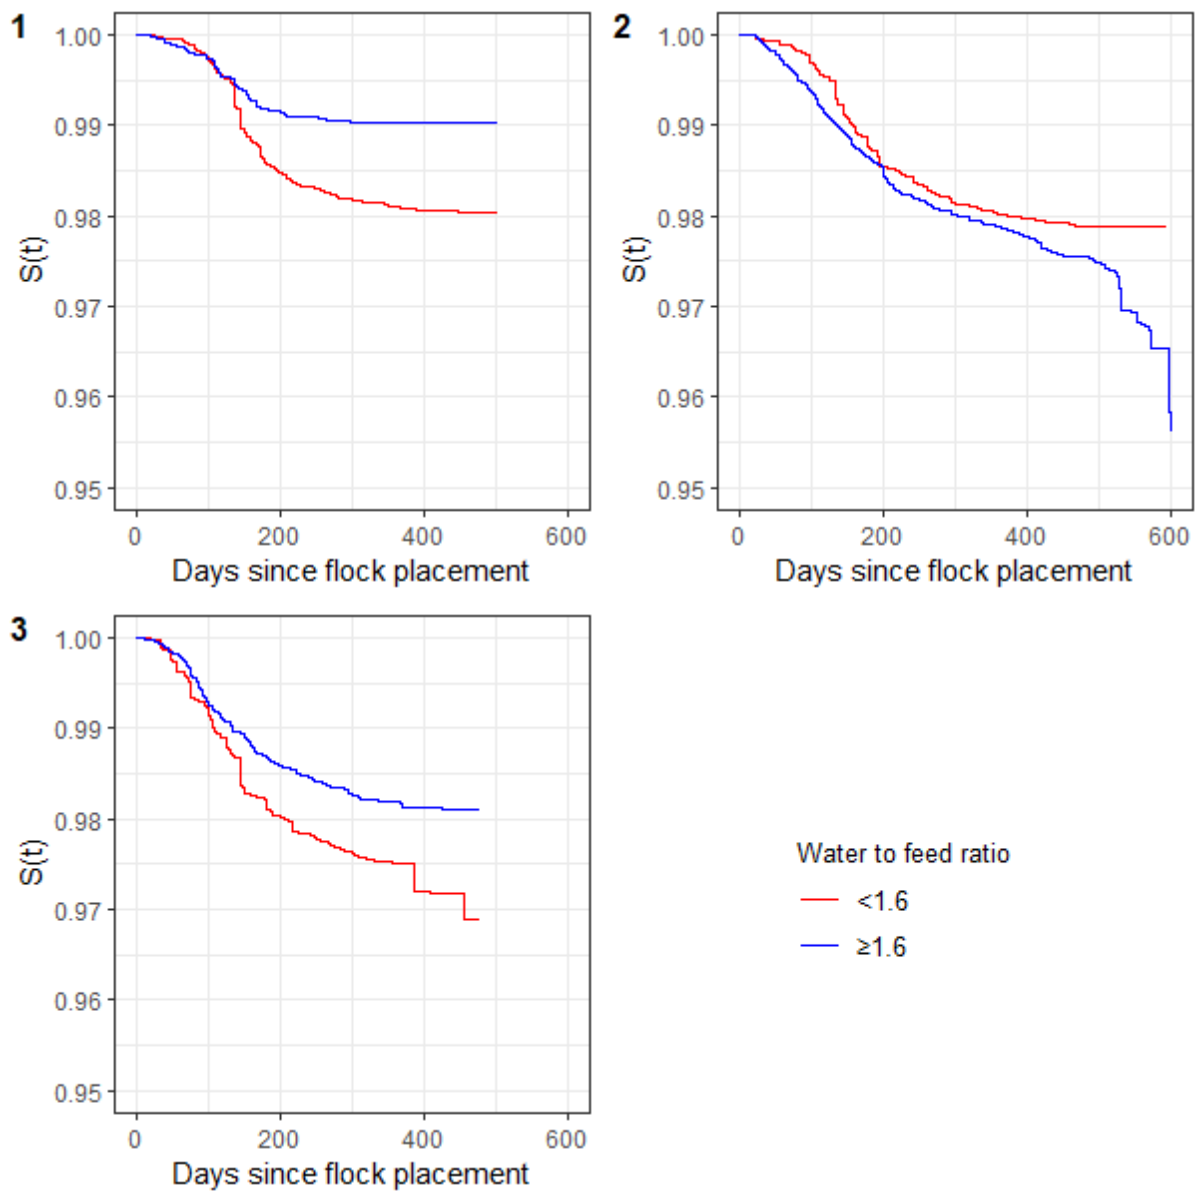 1
1.00
0.99
0.98
0.97
0.96
0.95
S(t)
0 200 400 600
Days since flock placement
2
1.00
0.99
0.98
0.97
0.96
0.95
S(t)
0 200 400 600
Days since flock placement
3
1.00
0.99
0.98
0.97
0.96
0.95
S(t)
0 200 400 600
Days since flock placement
Water to feed ratio
<1.6
≥1.6